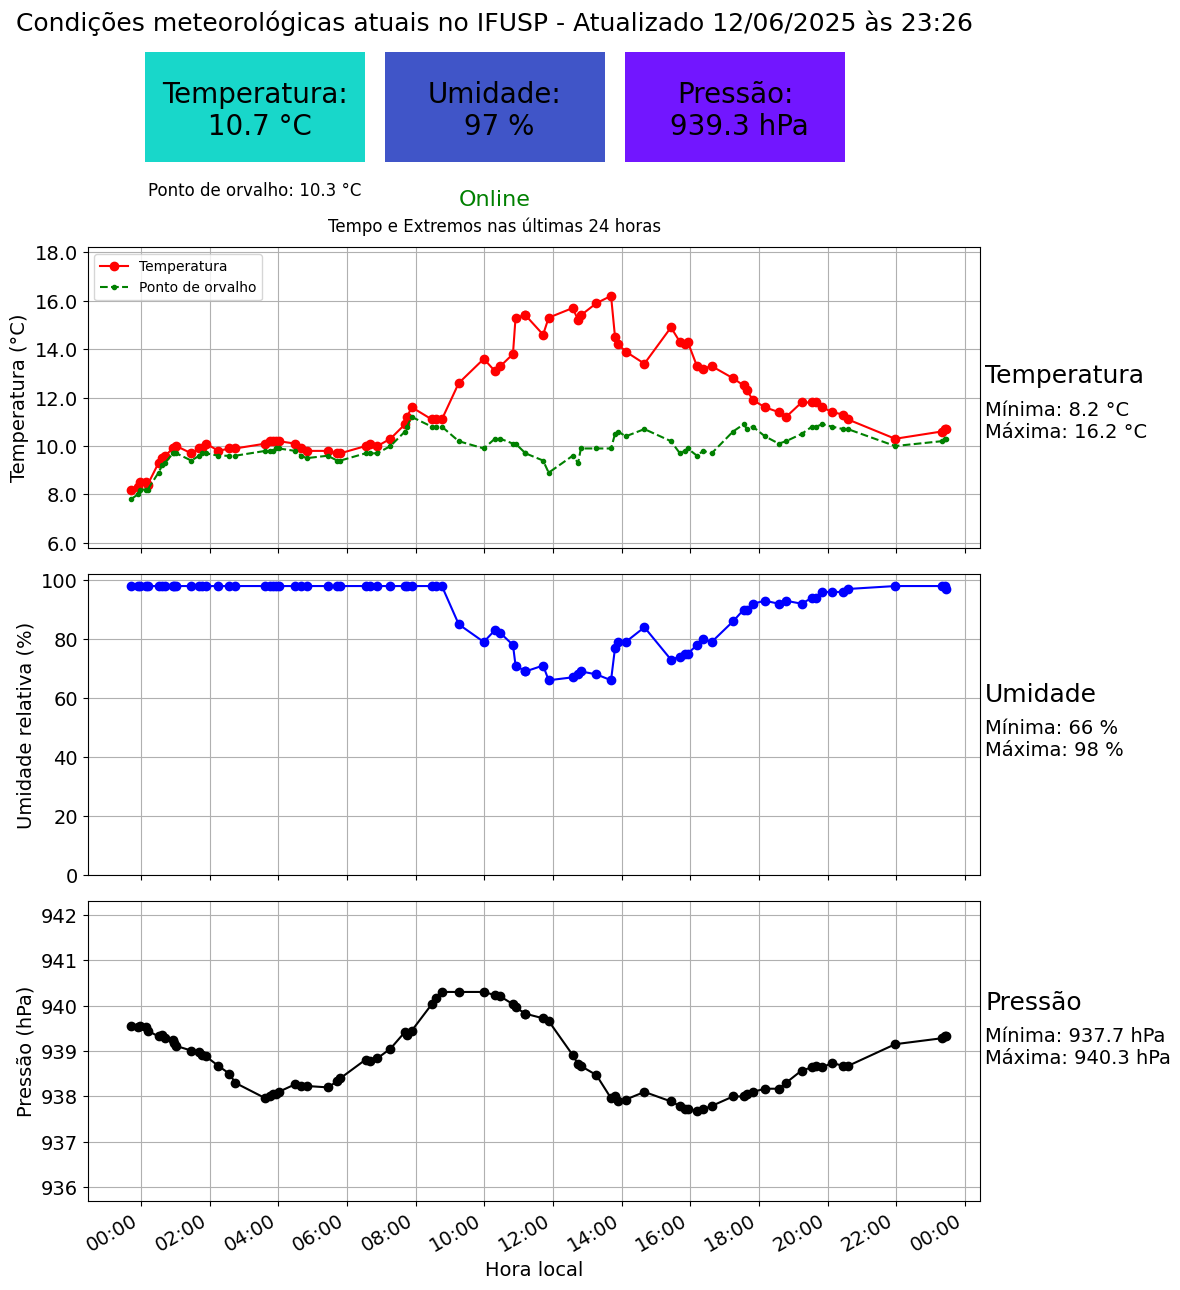 Condições meteorológicas atuais no IFUSP - Atualizado 12/06/2025 às 23:26
Temperatura:
10.7 °C
Umidade:
97 %
Pressão:
939.3 hPa
Ponto de orvalho: 10.3 °C
Online
Tempo e Extremos nas últimas 24 horas
Temperatura (°C)
18.0
16.0
14.0
12.0
10.0
8.0
6.0
Temperatura
Ponto de orvalho
Temperatura
Mínima: 8.2 °C
Máxima: 16.2 °C
Umidade relativa (%)
100
80
60
40
20
0
Umidade
Mínima: 66 %
Máxima: 98 %
Pressão (hPa)
942
941
940
939
938
937
936
Pressão
Mínima: 937.7 hPa
Máxima: 940.3 hPa
00:00
02:00
04:00
06:00
08:00
10:00
12:00
14:00
16:00
18:00
20:00
22:00
00:00
Hora local